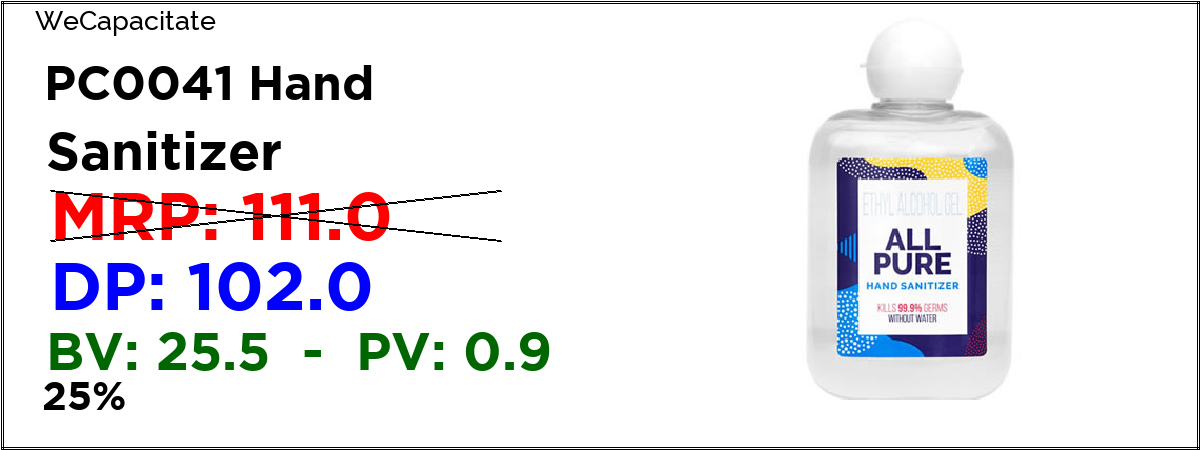 WeCapacitate
PC0041 Hand
Sanitizer
MRP: 111.0
DP: 102.0
BV: 25.5 - PV: 0.9
25%
ETHYL ALCOHOL GEL
ALL
PURE
HAND SANITIZER
KILLS 99.9% GERMS
WITHOUT WATER